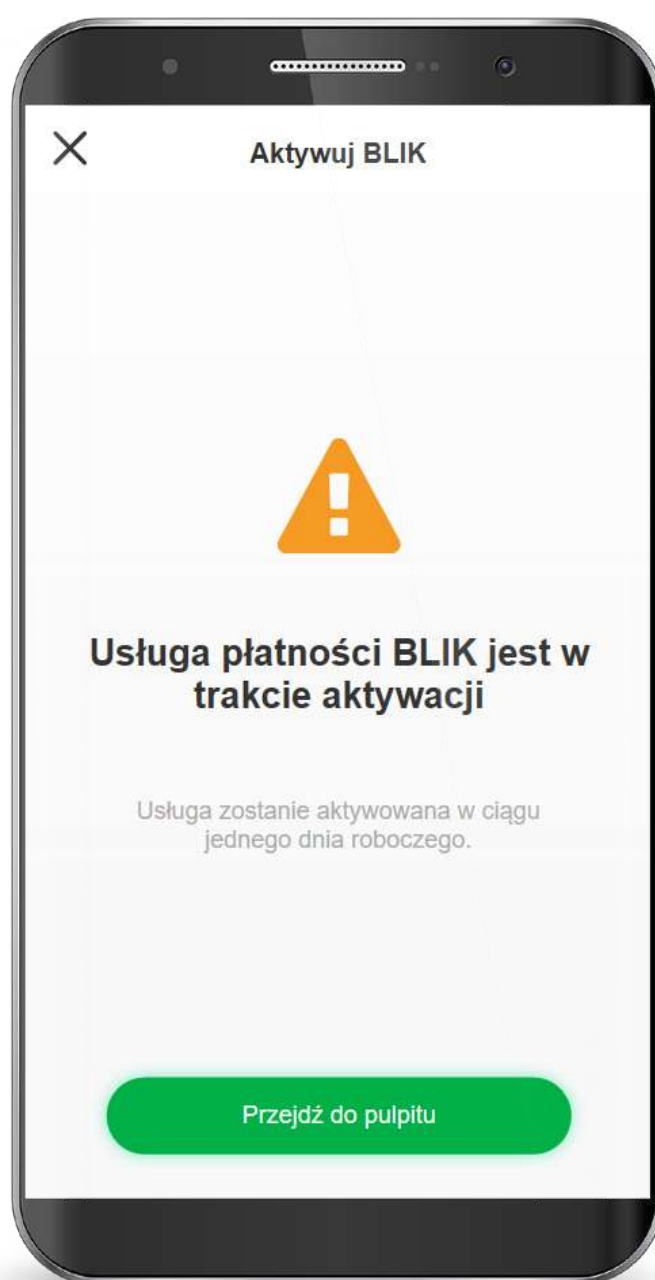 Aktywuj BLIK
Usługa płatności BLIK jest w
trakcie aktywacji
Usługa zostanie aktywowana w ciągu
jednego dnia roboczego.
Przejdź do pulpitu